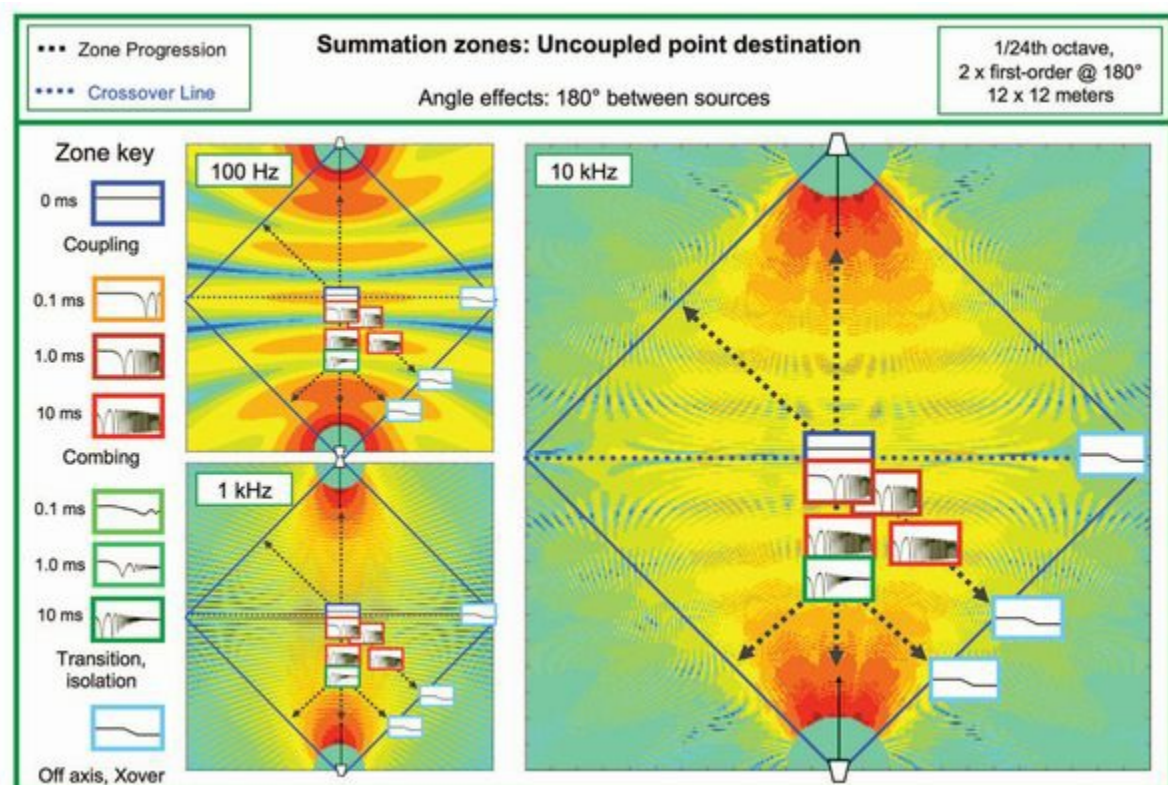 Zone Progression
Crossover Line
Summation zones: Uncoupled point destination
Angle effects: 180° between sources
1/24th octave,
2 x first-order @ 180°
12 x 12 meters
Zone key
0 ms
Coupling
0.1 ms
1.0 ms
10 ms
Combing
0.1 ms
1.0 ms
10 ms
Transition,
isolation
Off axis, Xover
100 Hz
1 kHz
10 kHz